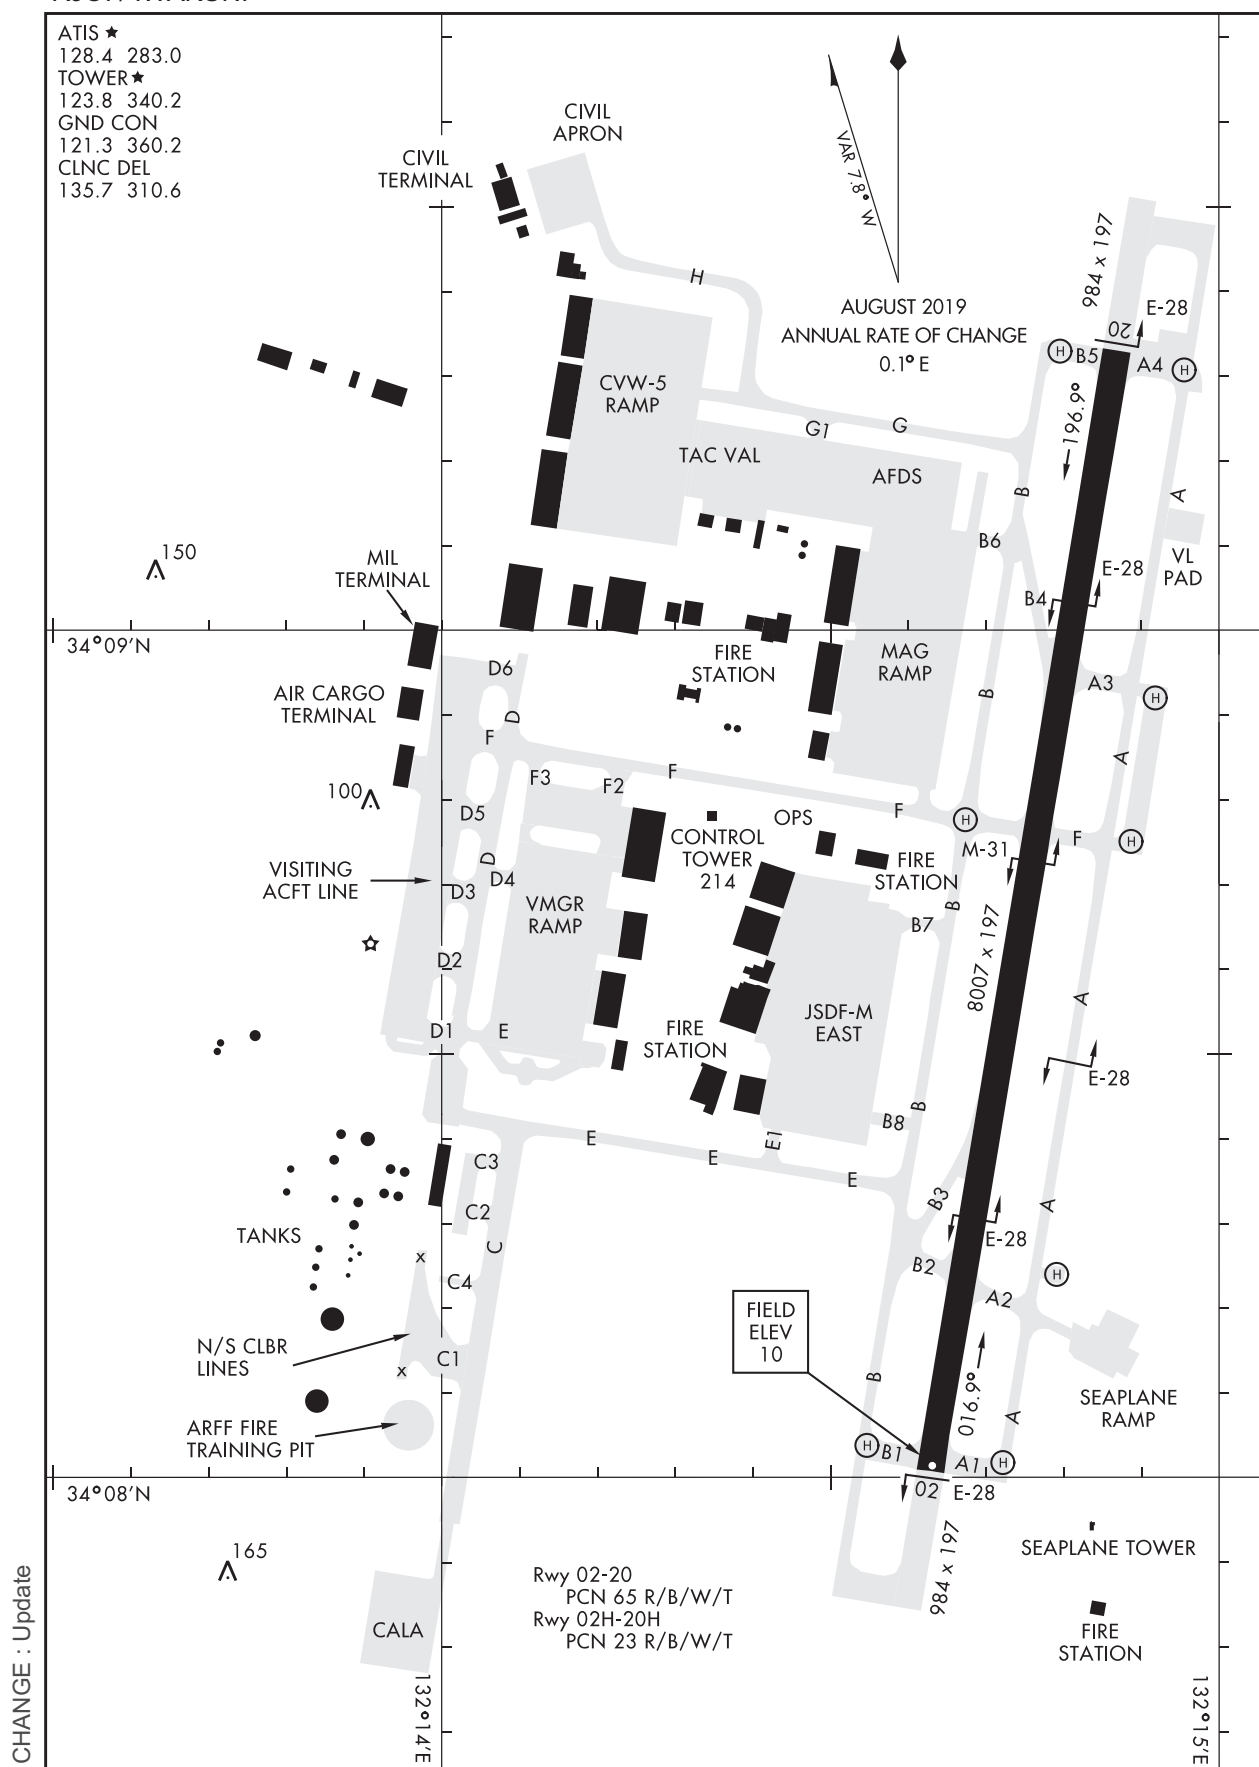 ATIS ★
128.4 283.0
TOWER★
123.8 340.2
GND CON
121.3 360.2
CLNC DEL
135.7 310.6
CIVIL
APRON
CIVIL
TERMINAL
VAR 7.8° W
984 x 197
H
AUGUST 2019
ANNUAL RATE OF CHANGE
0.1° E
E-28
20
H
B5
A4
H
CVW-5
RAMP
196.9°
G1
G
TAC VAL
AFDS
B
A
B6
VL
PAD
150
MIL
TERMINAL
E-28
B4
34°09'N
FIRE
STATION
MAG
RAMP
D6
A3
H
AIR CARGO
TERMINAL
B
D
F
F
F3
F2
A
100
D5
F
OPS
H
CONTROL
TOWER
214
M-31
F
H
FIRE
STATION
VISITING
ACFT LINE
D
D4
D3
VMGR
RAMP
B
B7
8007 x 197
D2
A
JSDF-M
EAST
D1
E
FIRE
STATION
E-28
B
B8
E
E1
E
E
C3
B3
A
C2
TANKS
C
E-28
x
B2
H
C4
A2
FIELD
ELEV
10
N/S CLBR
LINES
C1
x
B
016.9°
SEAPLANE
RAMP
A
ARFF FIRE
TRAINING PIT
H
B1
A1
H
34°08'N
02
E-28
984 x 197
SEAPLANE TOWER
165
Rwy 02-20
PCN 65 R/B/W/T
Rwy 02H-20H
PCN 23 R/B/W/T
CALA
FIRE
STATION
132°14'E
132°15'E
CHANGE : Update